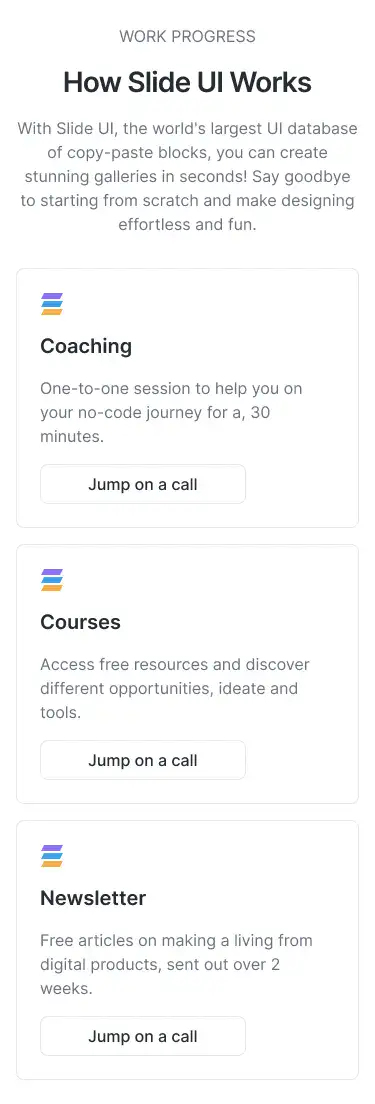 WORK PROGRESS
How Slide UI Works
With Slide UI, the world's largest UI database
of copy-paste blocks, you can create
stunning galleries in seconds! Say goodbye
to starting from scratch and make designing
effortless and fun.
Coaching
One-to-one session to help you on
your no-code journey for a, 30
minutes.
Jump on a call
Courses
Access free resources and discover
different opportunities, ideate and
tools.
Jump on a call
Newsletter
Free articles on making a living from
digital products, sent out over 2
weeks.
Jump on a call